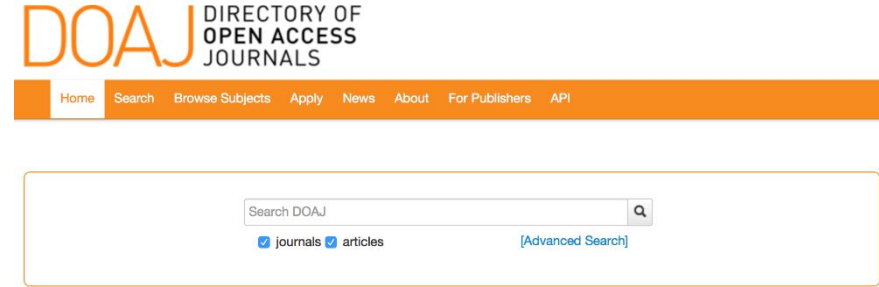 DOAJ DIRECTORY OF
OPEN ACCESS
JOURNALS
Home Search Browse Subjects Apply News About For Publishers API
Search DOAJ
journals articles [Advanced Search]